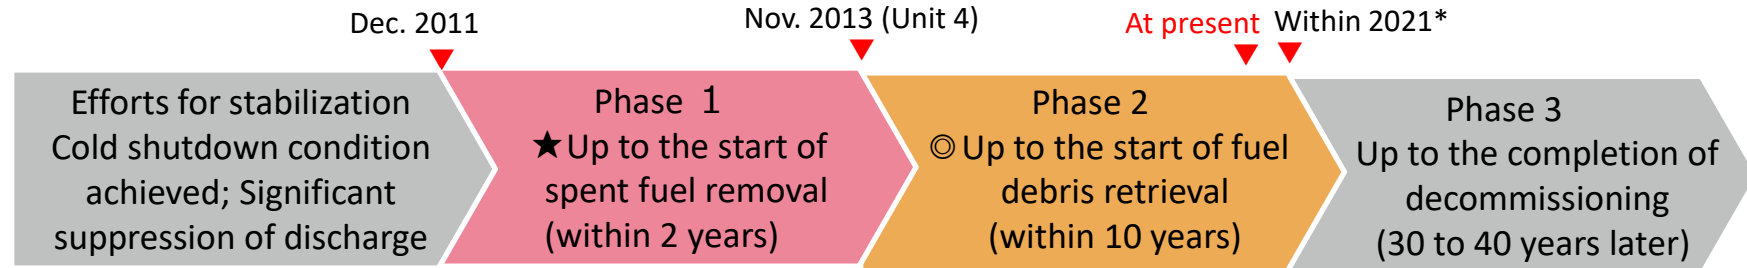 Dec. 2011
Nov. 2013 (Unit 4)
At present
Within 2021*
Efforts for stabilization
Cold shutdown condition
achieved; Significant
suppression of discharge
Phase 1
★Up to the start of
spent fuel removal
(within 2 years)
Phase 2
◎Up to the start of fuel
debris retrieval
(within 10 years)
Phase 3
Up to the completion of
decommissioning
(30 to 40 years later)